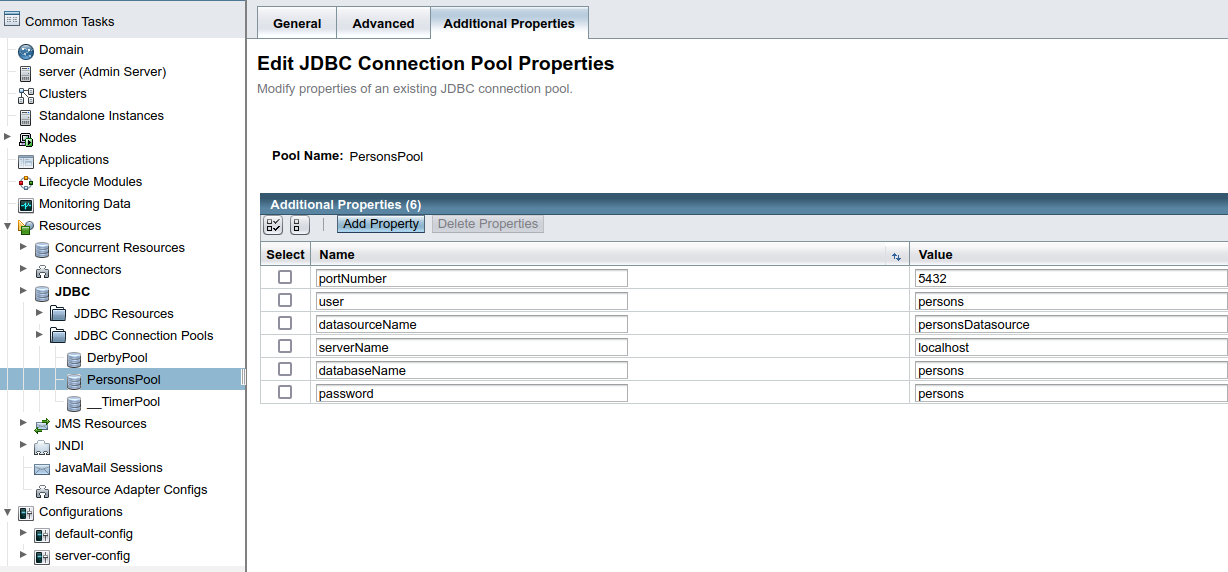 Common Tasks
Domain
server (Admin Server)
Clusters
Standalone Instances
Nodes
Applications
Lifecycle Modules
Monitoring Data
Resources
Concurrent Resources
Connectors
JDBC
JDBC Resources
JDBC Connection Pools
DerbyPool
PersonsPool
__TimerPool
JMS Resources
JNDI
JavaMail Sessions
Resource Adapter Configs
Configurations
default-config
server-config
General Advanced Additional Properties
Edit JDBC Connection Pool Properties
Modify properties of an existing JDBC connection pool.
Pool Name: PersonsPool
Additional Properties (6)
Add Property Delete Properties
Select Name Value
portNumber 5432
user persons
datasourceName personsDatasource
serverName localhost
databaseName persons
password persons